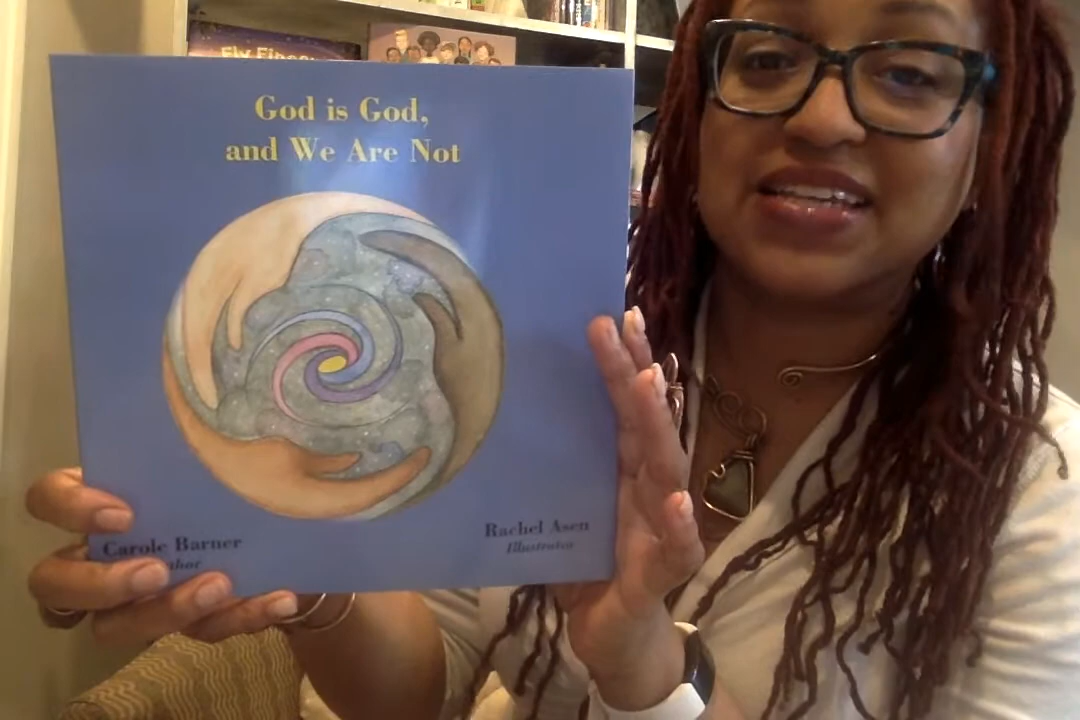 God is God,
and We Are Not
Carole Barner
Rachel Asen
Illustrator